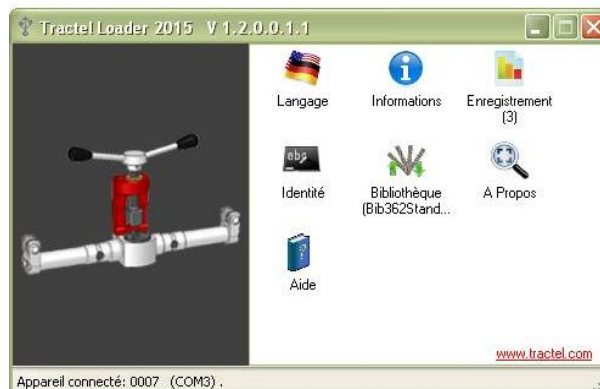 Tractel Loader 2015 V 1.2.0.0.1.1
Langage
Informations
Enregistrement
(3)
abc
Identité
Bibliothèque
(Bib362Stand...
A Propos
Aide
www.tractel.com
Appareil connecté: 0007 (COM3) .